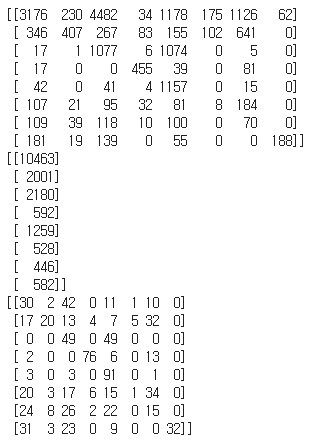 [[3176 230 4482 34 1178 175 1126 62]
[ 346 407 267 83 155 102 641 0]
[ 17 1 1077 6 1074 0 5 0]
[ 17 0 0 455 39 0 81 0]
[ 42 0 41 4 1157 0 15 0]
[ 107 21 95 32 81 8 184 0]
[ 109 39 118 10 100 0 70 0]
[ 181 19 139 0 55 0 0 188]]
[[10463]
[ 2001]
[ 2180]
[ 592]
[ 1259]
[ 528]
[ 446]
[ 582]]
[[30 2 42 0 11 1 10 0]
[17 20 13 4 7 5 32 0]
[ 0 0 49 0 49 0 0 0]
[ 2 0 0 76 6 0 13 0]
[ 3 0 3 0 91 0 1 0]
[20 3 17 6 15 1 34 0]
[24 8 26 2 22 0 15 0]
[31 3 23 0 9 0 0 32]]